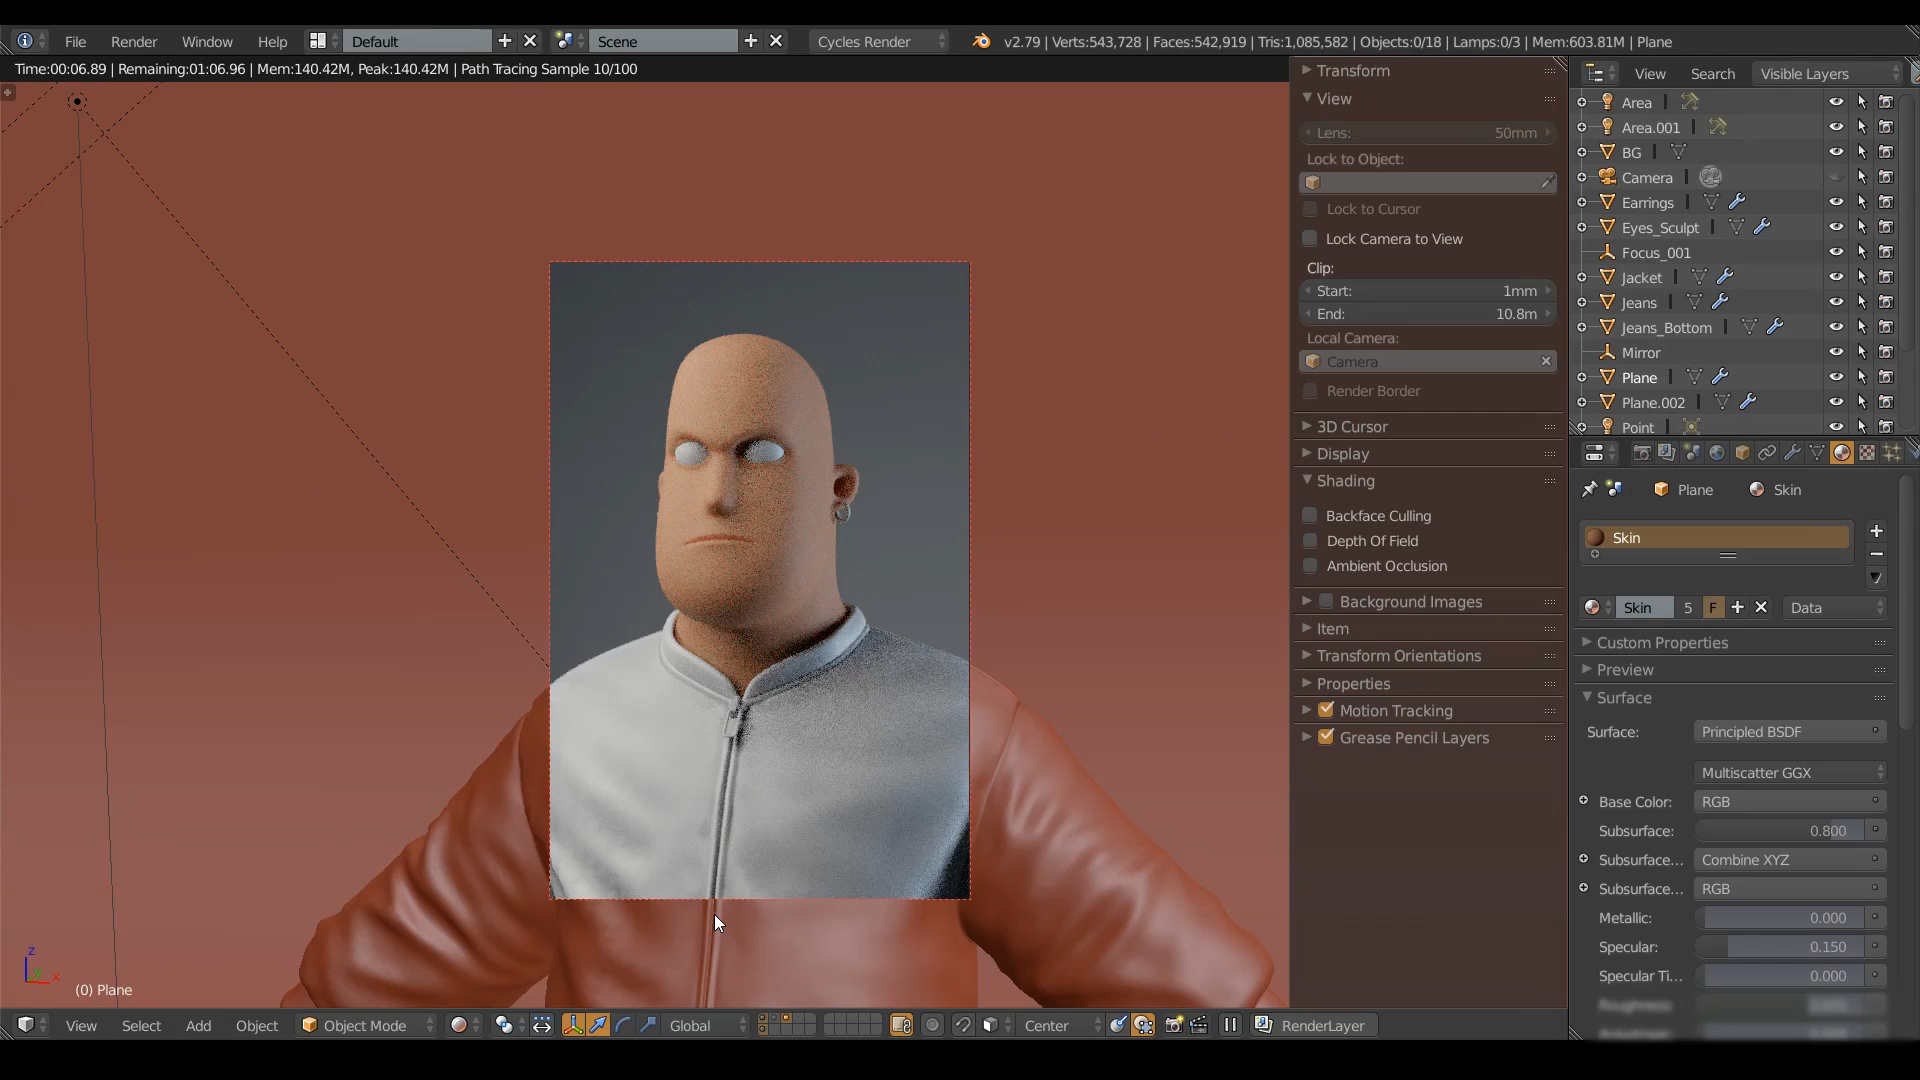 File Render Window Help Default Scene Cycles Render v2.79 | Verts:543,728 | Faces:542,919 | Tris:1,085,582 | Objects:0/18 | Lamps:0/3 | Mem:603.81M | Plane
Time:00:06.89 | Remaining:01:06.96 | Mem:140.42M, Peak:140.42M | Path Tracing Sample 10/100
Transform
View
Lens: 50mm
Lock to Object:
Lock to Cursor
Lock Camera to View
Clip:
Start: 1mm
End: 10.8m
Local Camera:
Camera
Render Border
3D Cursor
Display
Shading
Backface Culling
Depth Of Field
Ambient Occlusion
Background Images
Item
Transform Orientations
Properties
Motion Tracking
Grease Pencil Layers
View Search Visible Layers
Area
Area.001
BG
Camera
Earrings
Eyes_Sculpt
Focus_001
Jacket
Jeans
Jeans_Bottom
Mirror
Plane
Plane.002
Point
Plane Skin
Skin
Skin 5 F Data
Custom Properties
Preview
Surface
Surface: Principled BSDF
Multiscatter GGX
Base Color: RGB
Subsurface: 0.800
Subsurface... Combine XYZ
Subsurface... RGB
Metallic: 0.000
Specular: 0.150
Specular Ti... 0.000
z
y
x
(0) Plane
View Select Add Object Object Mode Global Center RenderLayer